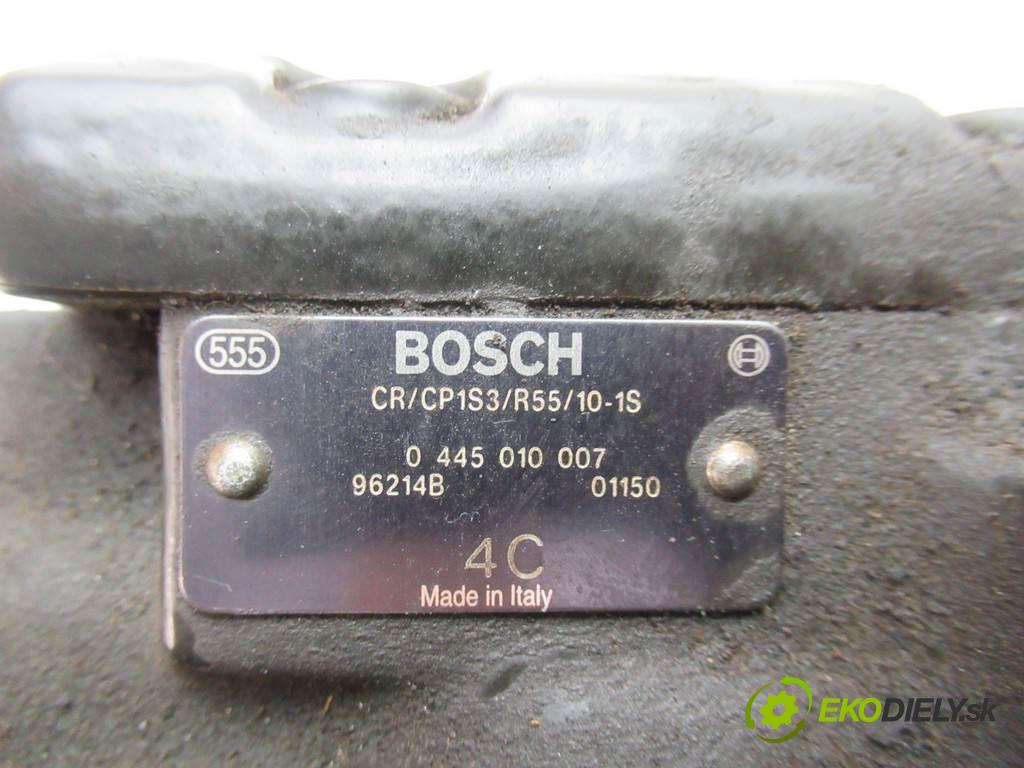 555
BOSCH
CR/CP1S3/R55/10-1S
0 445 010 007
96214B 01150
4C
Made in Italy
EKODIELY.sk